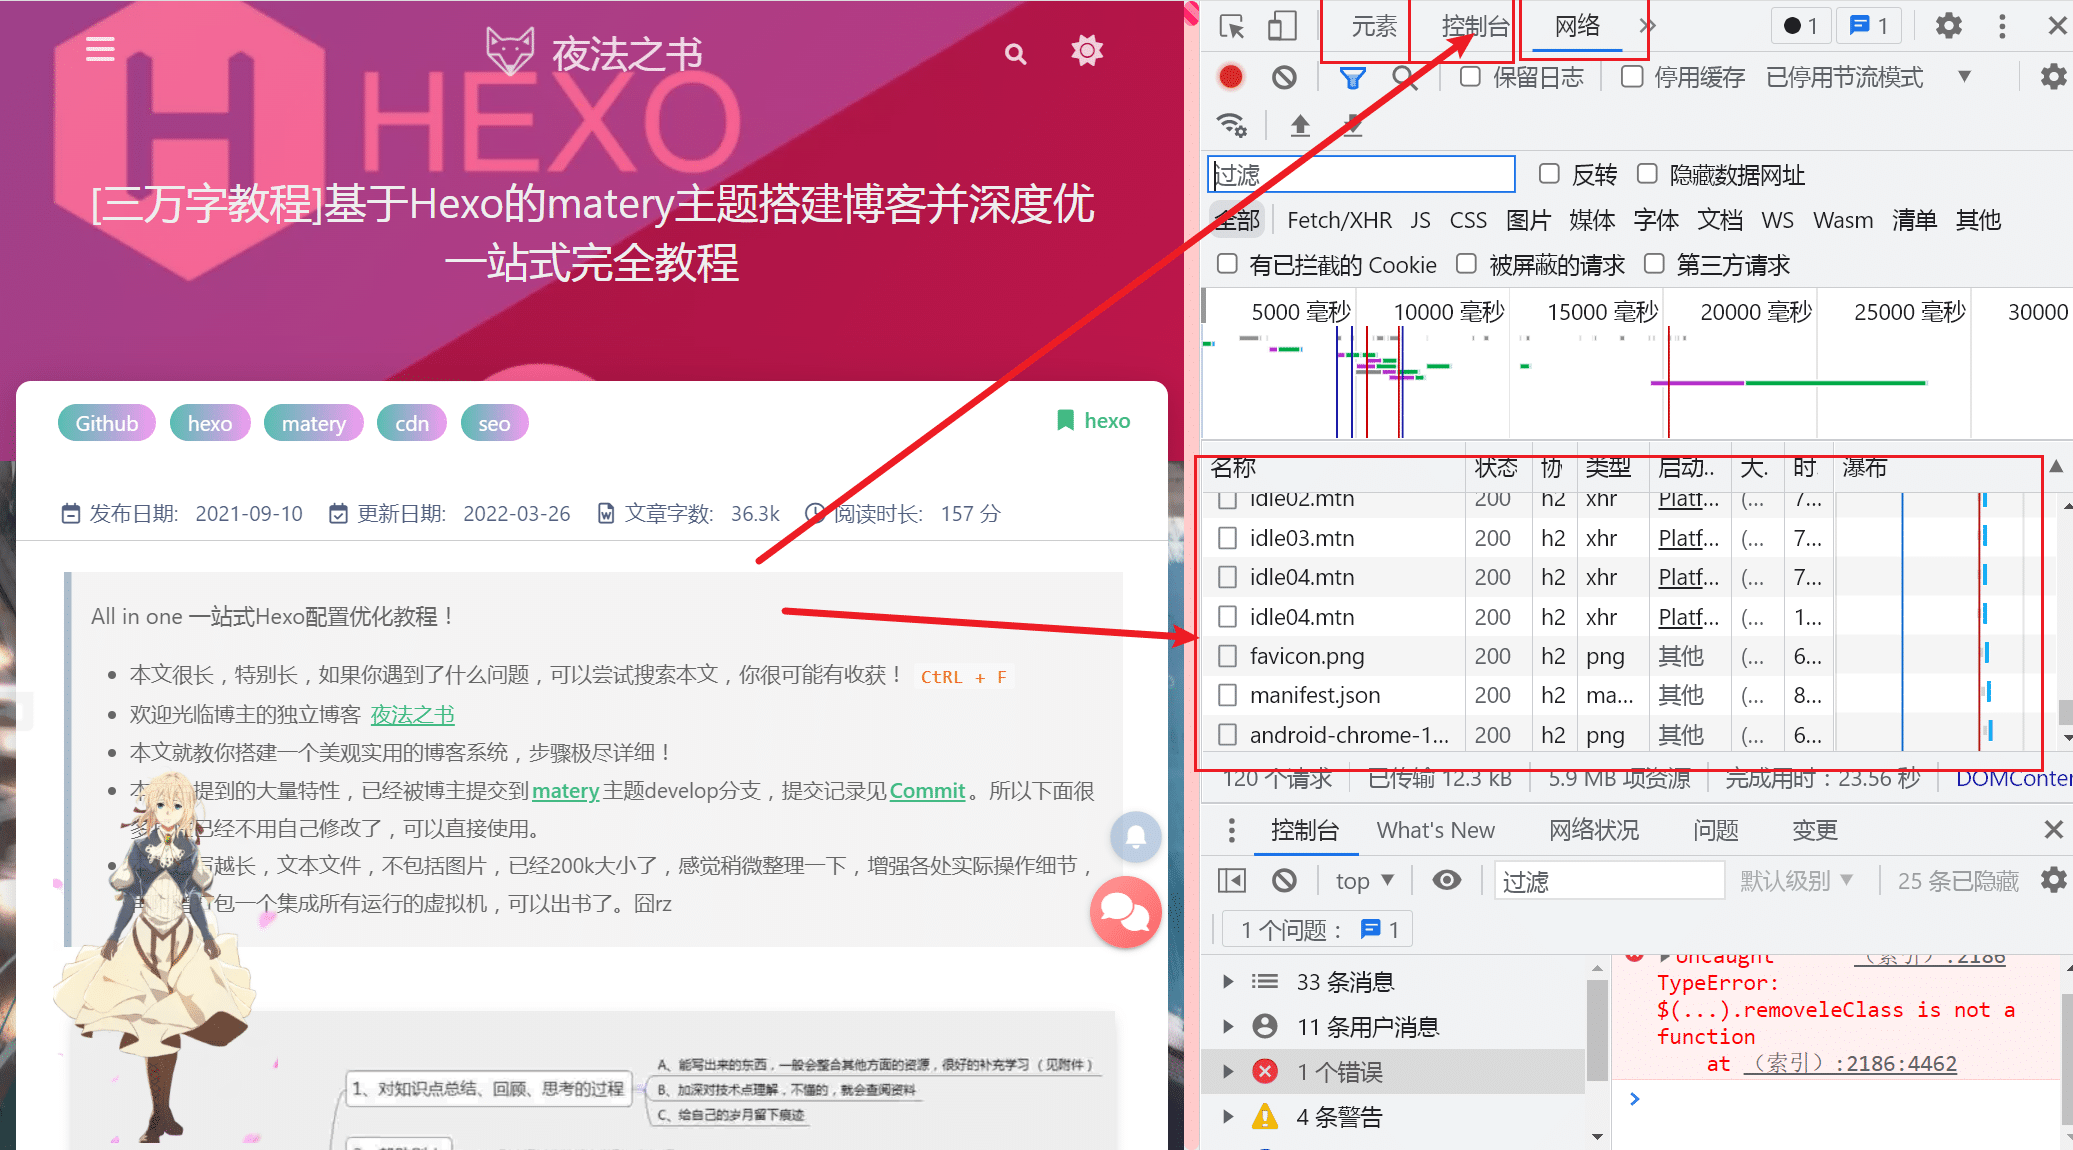 夜法之书
HEXO
[三万字教程]基于Hexo的matery主题搭建博客并深度优
一站式完全教程
Github
hexo
matery
cdn
seo
hexo
发布日期: 2021-09-10 更新日期: 2022-03-26 文章字数: 36.3k 阅读时长: 157 分
All in one 一站式Hexo配置优化教程！
本文很长，特别长，如果你遇到了什么问题，可以尝试搜索本文，你很可能有收获！ CtRL + F
欢迎光临博主的独立博客 夜法之书
本文就教你搭建一个美观实用的博客系统，步骤极尽详细！
本 提到的大量特性，已经被博主提交到 matery 主题develop分支，提交记录见 Commit。所以下面很
多 已经不用自己修改了，可以直接使用。
越长，文本文件，不包括图片，已经200k大小了，感觉稍微整理一下，增强各处实际操作细节，
包一个集成所有运行的虚拟机，可以出书了。囧rz
1、对知识点总结、回顾、思考的过程
A、能写出来的东西，一般会整合其他方面的资源，很好的补充学习（见附件）
B、加深对技术点理解，不懂的，就会查阅资料
C、给自己的岁月留下痕迹
元素 控制台 网络 1 1
保留日志 停用缓存 已停用节流模式
过滤 反转 隐藏数据网址
全部 Fetch/XHR JS CSS 图片 媒体 字体 文档 WS Wasm 清单 其他
有已拦截的 Cookie 被屏蔽的请求 第三方请求
5000 毫秒 10000 毫秒 15000 毫秒 20000 毫秒 25000 毫秒 30000
名称 状态 协 类型 启动.. 大. 时 瀑布
idle02.mtn 200 h2 xhr Platf... (... 7...
idle03.mtn 200 h2 xhr Platf... (... 7...
idle04.mtn 200 h2 xhr Platf... (... 7...
idle04.mtn 200 h2 xhr Platf... (... 1...
favicon.png 200 h2 png 其他 (... 6...
manifest.json 200 h2 ma... 其他 (... 8...
android-chrome-1... 200 h2 png 其他 (... 6...
120 个请求 已传输 12.3 kB 5.9 MB 项资源 完成用时：23.56 秒 DOMConten
控制台 What's New 网络状况 问题 变更
top 过滤 默认级别 25 条已隐藏
1 个问题： 1
33 条消息
11 条用户消息
1 个错误
4 条警告
Uncaught （索引）:2186
TypeError:
$(...).removeleClass is not a
function
at （索引）:2186:4462